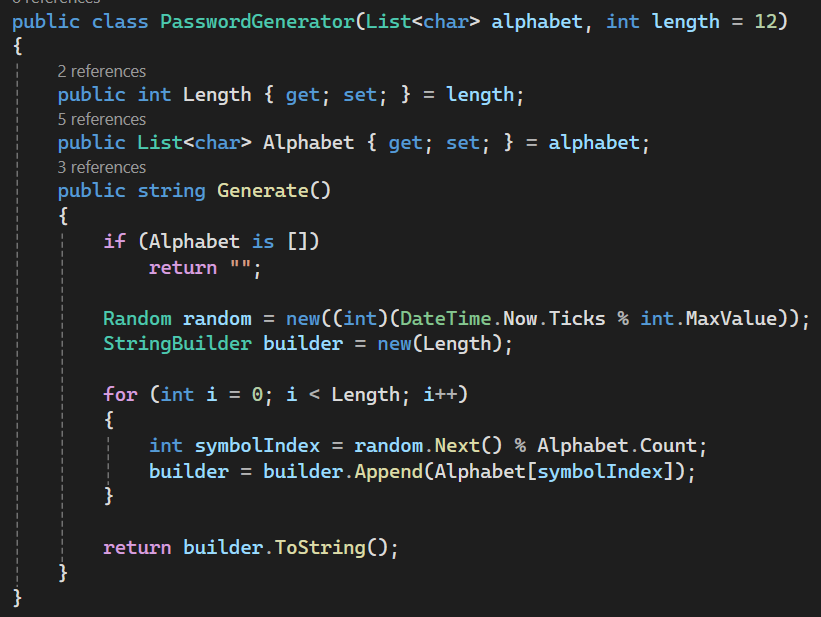 0 references
public class PasswordGenerator(List<char> alphabet, int length = 12)
{
2 references
public int Length { get; set; } = length;
5 references
public List<char> Alphabet { get; set; } = alphabet;
3 references
public string Generate()
{
if (Alphabet is [])
return "";
Random random = new((int)(DateTime.Now.Ticks % int.MaxValue));
StringBuilder builder = new(Length);
for (int i = 0; i < Length; i++)
{
int symbolIndex = random.Next() % Alphabet.Count;
builder = builder.Append(Alphabet[symbolIndex]);
}
return builder.ToString();
}
}